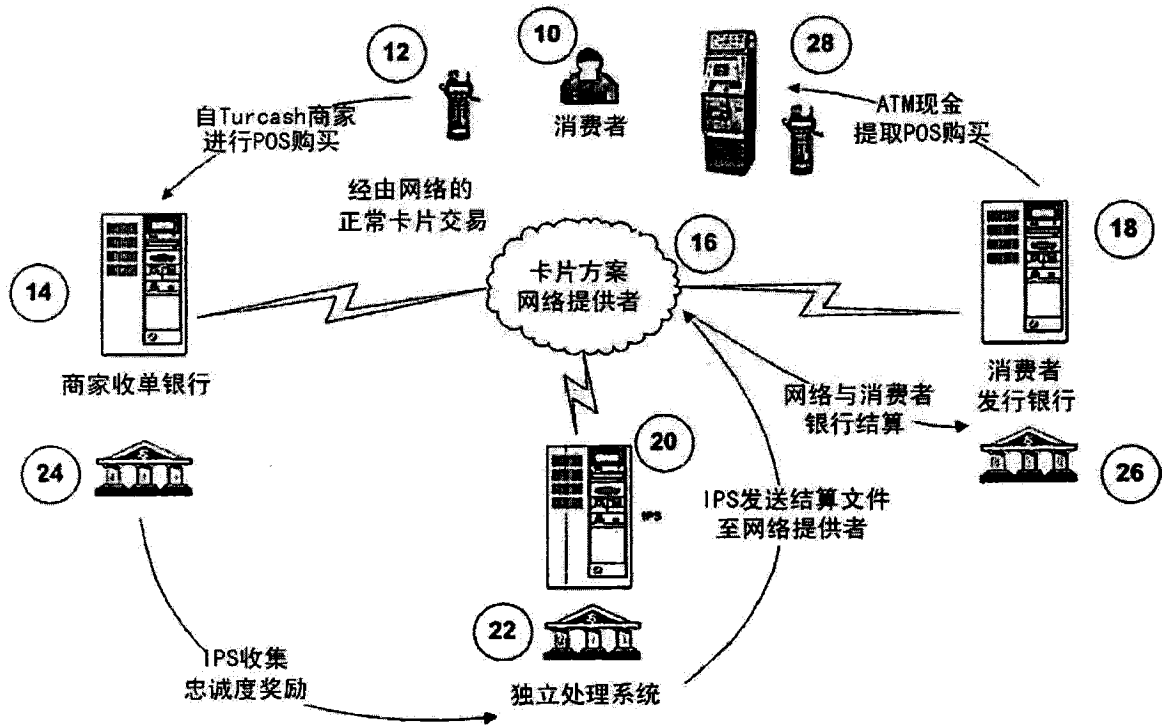 12
10
28
自Turcash商家
进行POS购买
消费者
ATM现金
提取POS购买
经由网络的
正常卡片交易
16
18
14
卡片方案
网络提供者
商家收单银行
消费者
发行银行
网络与消费者
银行结算
20
24
26
IPS
IPS发送结算文件
至网络提供者
22
IPS收集
忠诚度奖励
独立处理系统